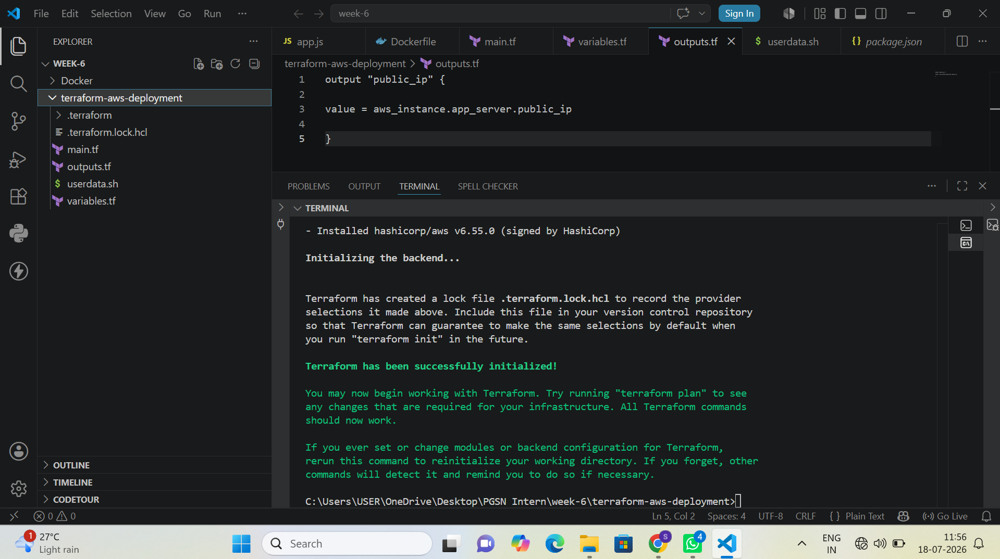 File Edit Selection View Go Run ···
week-6
Sign In
EXPLORER
WEEK-6
Docker
terraform-aws-deployment
.terraform
.terraform.lock.hcl
main.tf
outputs.tf
$ userdata.sh
variables.tf
OUTLINE
TIMELINE
CODETOUR
JS app.js
Dockerfile
main.tf
variables.tf
outputs.tf
$ userdata.sh
{} package.json
terraform-aws-deployment > outputs.tf
1 output "public_ip" {
2
3 value = aws_instance.app_server.public_ip
4
5 }
PROBLEMS OUTPUT TERMINAL SPELL CHECKER
TERMINAL
- Installed hashicorp/aws v6.55.0 (signed by HashiCorp)
Initializing the backend...
Terraform has created a lock file .terraform.lock.hcl to record the provider
selections it made above. Include this file in your version control repository
so that Terraform can guarantee to make the same selections by default when
you run "terraform init" in the future.
Terraform has been successfully initialized!
You may now begin working with Terraform. Try running "terraform plan" to see
any changes that are required for your infrastructure. All Terraform commands
should now work.
If you ever set or change modules or backend configuration for Terraform,
rerun this command to reinitialize your working directory. If you forget, other
commands will detect it and remind you to do so if necessary.
C:\Users\USER\OneDrive\Desktop\PGSN Intern\week-6\terraform-aws-deployment>
0 0
Ln 5, Col 2 Spaces: 4 UTF-8 CRLF {} Plain Text Go Live
1
27°C
Light rain
Search
S
4
ENG
IN
11:56
18-07-2026